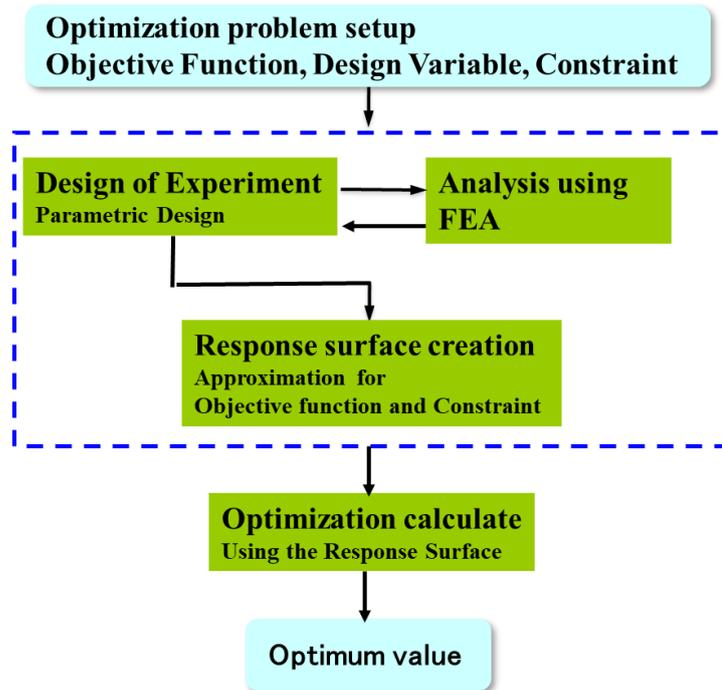 Optimization problem setup
Objective Function, Design Variable, Constraint
Design of Experiment
Parametric Design
Analysis using
FEA
Response surface creation
Approximation for
Objective function and Constraint
Optimization calculate
Using the Response Surface
Optimum value